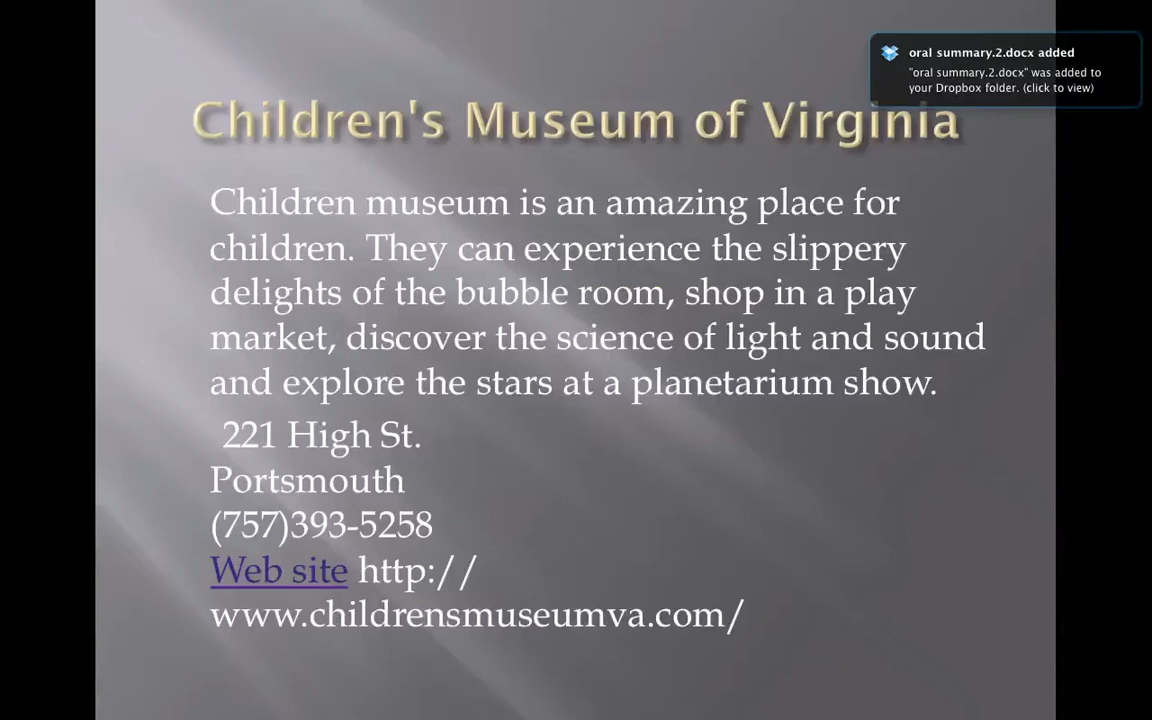 oral summary.2.docx added
"oral summary.2.docx" was added to
your Dropbox folder. (click to view)
Children's Museum of Virginia
Children museum is an amazing place for
children. They can experience the slippery
delights of the bubble room, shop in a play
market, discover the science of light and sound
and explore the stars at a planetarium show.
221 High St.
Portsmouth
(757)393-5258
Web site http://
www.childrensmuseumva.com/